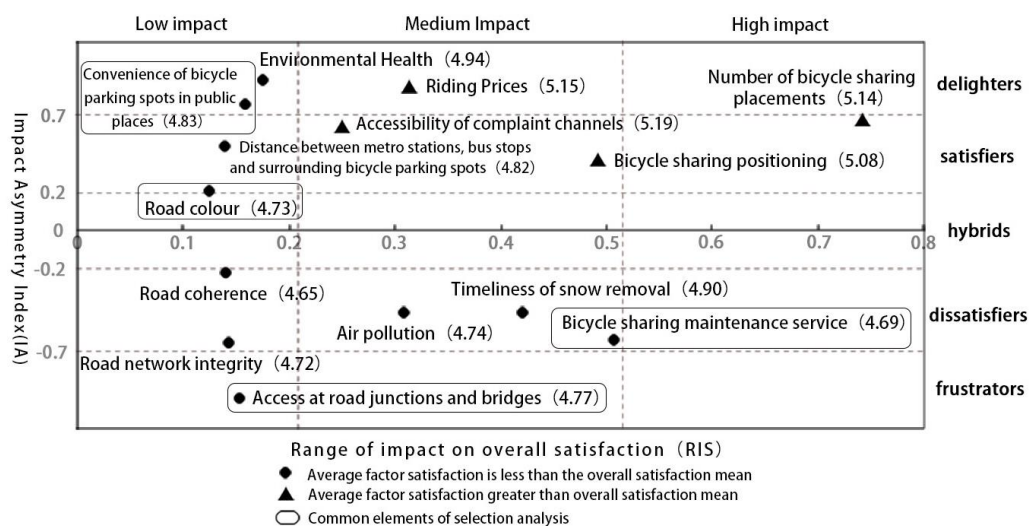 Low impact
Medium Impact
High impact
Environmental Health（4.94）
Convenience of bicycle
parking spots in public
places（4.83）
Riding Prices（5.15）
Number of bicycle sharing
placements（5.14）
delighters
0.7
Accessibility of complaint channels（5.19）
Distance between metro stations, bus stops
and surrounding bicycle parking spots（4.82）
Bicycle sharing positioning（5.08）
satisfiers
0.2
Road colour（4.73）
0
hybrids
0 0.1 0.2 0.3 0.4 0.5 0.6 0.7 0.8
-0.2
Road coherence（4.65）
Timeliness of snow removal（4.90）
Air pollution（4.74）
Bicycle sharing maintenance service（4.69）
dissatisfiers
-0.7
Road network integrity（4.72）
Access at road junctions and bridges（4.77）
frustrators
Impact Asymmetry Index(IA)
Range of impact on overall satisfaction（RIS）
Average factor satisfaction is less than the overall satisfaction mean
Average factor satisfaction greater than overall satisfaction mean
Common elements of selection analysis